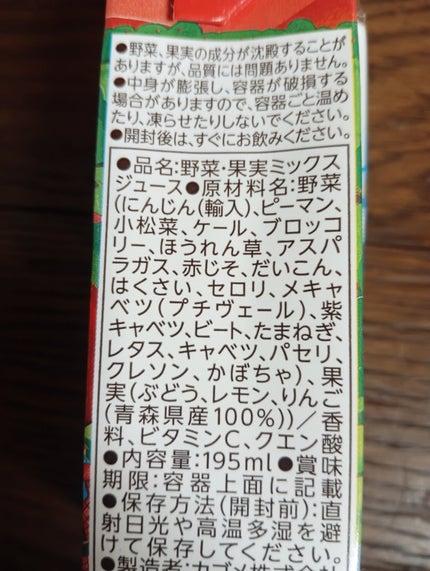 ●野菜、果実の成分が沈殿することが
ありますが、品質には問題ありません。
●中身が膨張し、容器が破損する
場合がありますので、容器ごと温め
たり、凍らせたりしないでください。
●開封後は、すぐにお飲みください。
●品名:野菜・果実ミックス
ジュース●原材料名:野菜
(にんじん(輸入)、ピーマン、
小松菜、ケール、ブロッコ
リー、ほうれん草、アスパ
ラガス、赤じそ、だいこん、
はくさい、セロリ、メキャ
ベツ(プチヴェール)、紫
キャベツ、ビート、たまねぎ、
レタス、キャベツ、パセリ、
クレソン、かぼちゃ)、果
実(ぶどう、レモン、りんご
(青森県産100%))/香
料、ビタミンC、クエン酸
●内容量:195ml●賞味
期限:容器上面に記載
●保存方法(開封前):直
射日光や高温多湿を避
けて保存してください。
●製造者:カゴメ株式会社